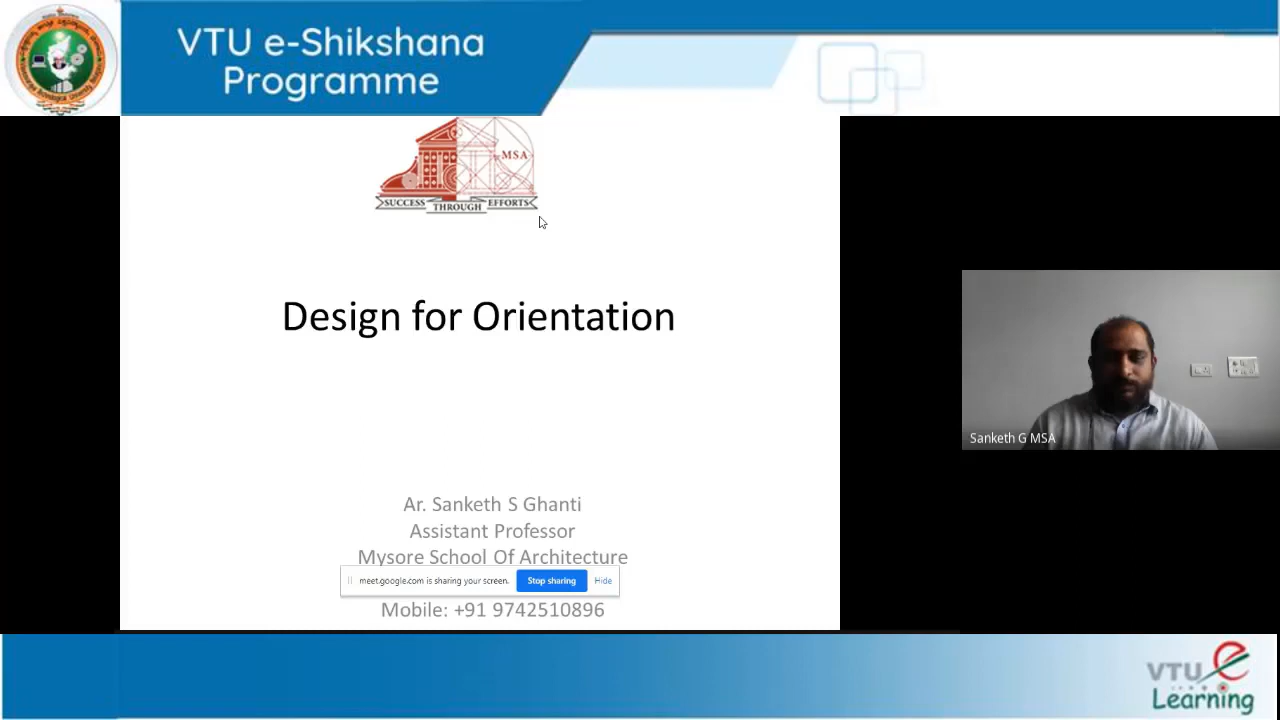 VTU e-Shikshana
Programme
MSA
SUCCESS THROUGH EFFORTS
Design for Orientation
Ar. Sanketh S Ghanti
Assistant Professor
Mysore School Of Architecture
meet.google.com is sharing your screen.
Stop sharing
Hide
Mobile: +91 9742510896
Sanketh G MSA
VTU e
Learning